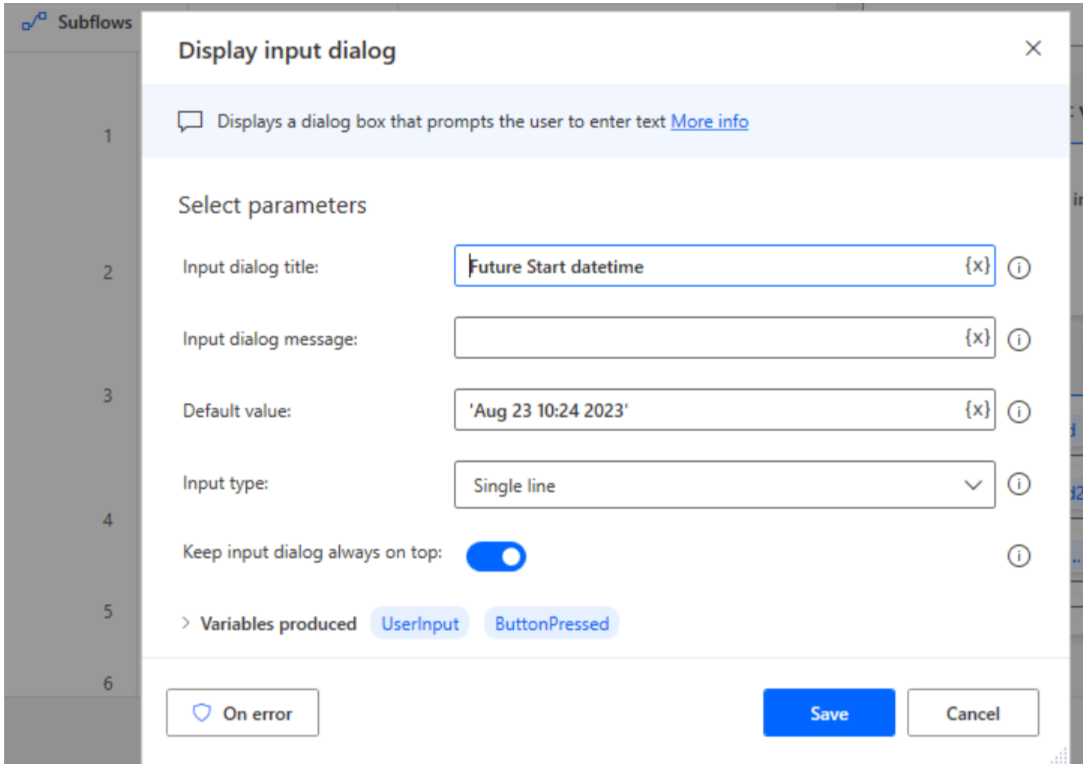 Subflows
Display input dialog
Displays a dialog box that prompts the user to enter text More info
1
Select parameters
Input dialog title: Future Start datetime {x}
2
Input dialog message: {x}
3
Default value: 'Aug 23 10:24 2023' {x}
Input type: Single line
4
Keep input dialog always on top:
5
Variables produced UserInput ButtonPressed
6
On error Save Cancel